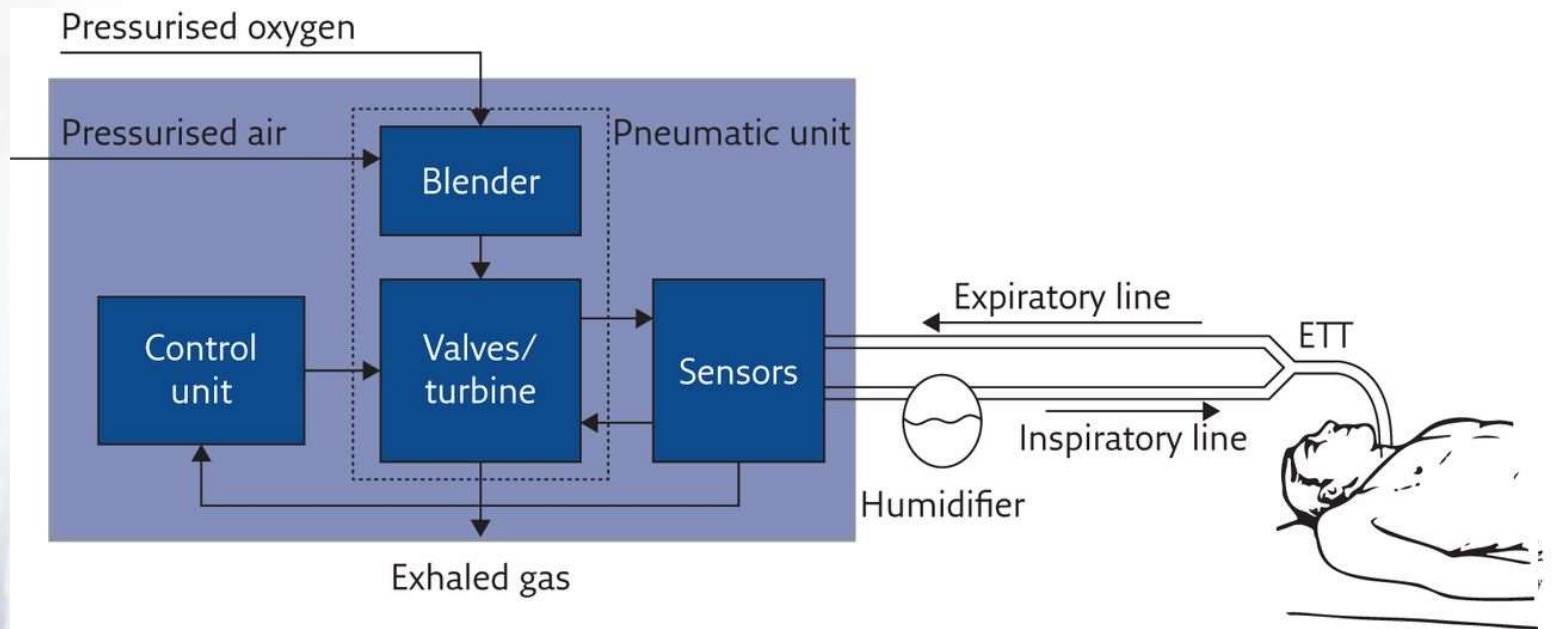 Pressurised oxygen
Pressurised air
Pneumatic unit
Blender
Control
unit
Valves/
turbine
Sensors
Expiratory line
ETT
Inspiratory line
Humidifier
Exhaled gas